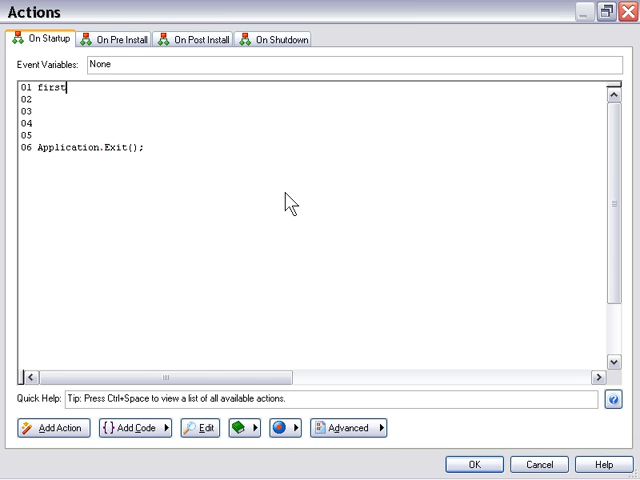 Actions
On Startup On Pre Install On Post Install On Shutdown
Event Variables: None
01 first
02
03
04
05
06 Application.Exit();
Quick Help: Tip: Press Ctrl+Space to view a list of all available actions.
Add Action {} Add Code Edit Advanced
OK Cancel Help